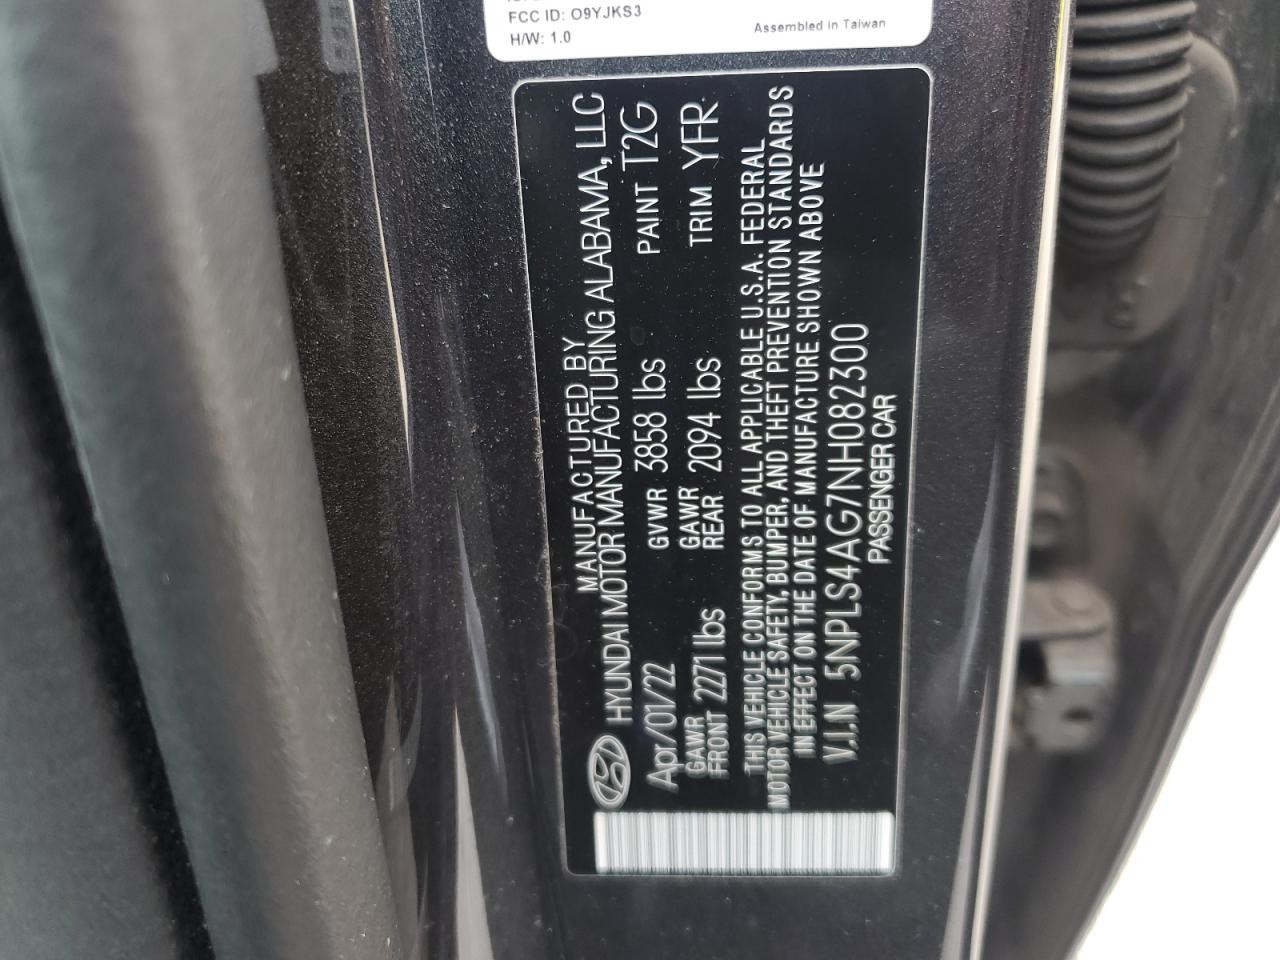 FCC ID: O9YJKS3
H/W: 1.0
Assembled in Taiwan
MANUFACTURED BY
HYUNDAI MOTOR MANUFACTURING ALABAMA, LLC
Apr/01/22 GVWR 3858 lbs PAINT T2G
GAWR FRONT 2271 lbs GAWR REAR 2094 lbs TRIM YFR
THIS VEHICLE CONFORMS TO ALL APPLICABLE U.S.A. FEDERAL
MOTOR VEHICLE SAFETY, BUMPER, AND THEFT PREVENTION STANDARDS
IN EFFECT ON THE DATE OF MANUFACTURE SHOWN ABOVE
V.I.N 5NPLS4AG7NH082300
PASSENGER CAR